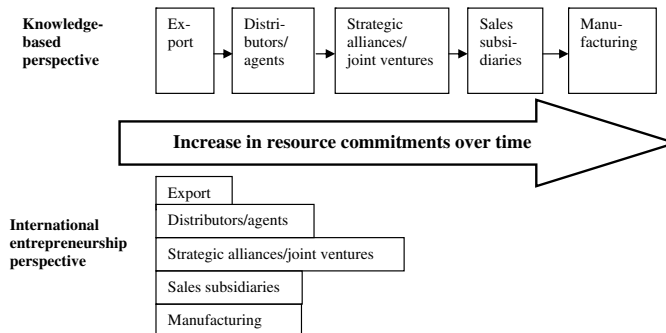 Knowledge-
based
perspective
Ex-
port
Distri-
butors/
agents
Strategic
alliances/
joint ventures
Sales
subsi-
diaries
Manu-
facturing
Increase in resource commitments over time
International
entrepreneurship
perspective
Export
Distributors/agents
Strategic alliances/joint ventures
Sales subsidiaries
Manufacturing